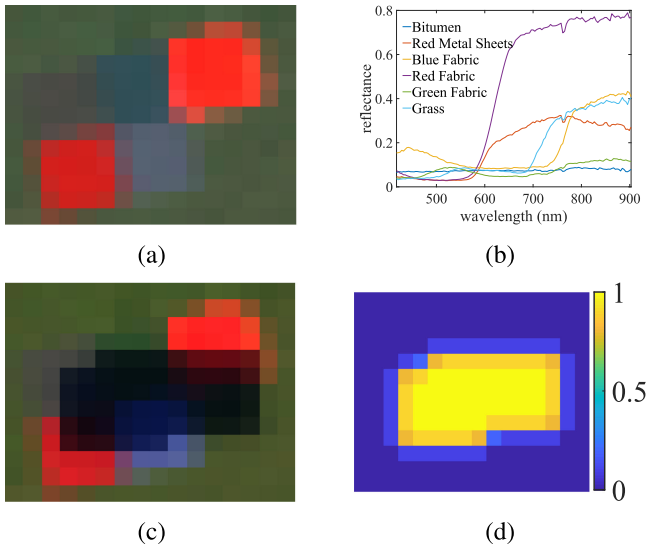 (a)
0.8
0.6
0.4
0.2
0
reflectance
Bitumen
Red Metal Sheets
Blue Fabric
Red Fabric
Green Fabric
Grass
500 600 700 800 900
wavelength (nm)
(b)
(c)
1
0.5
0
(d)